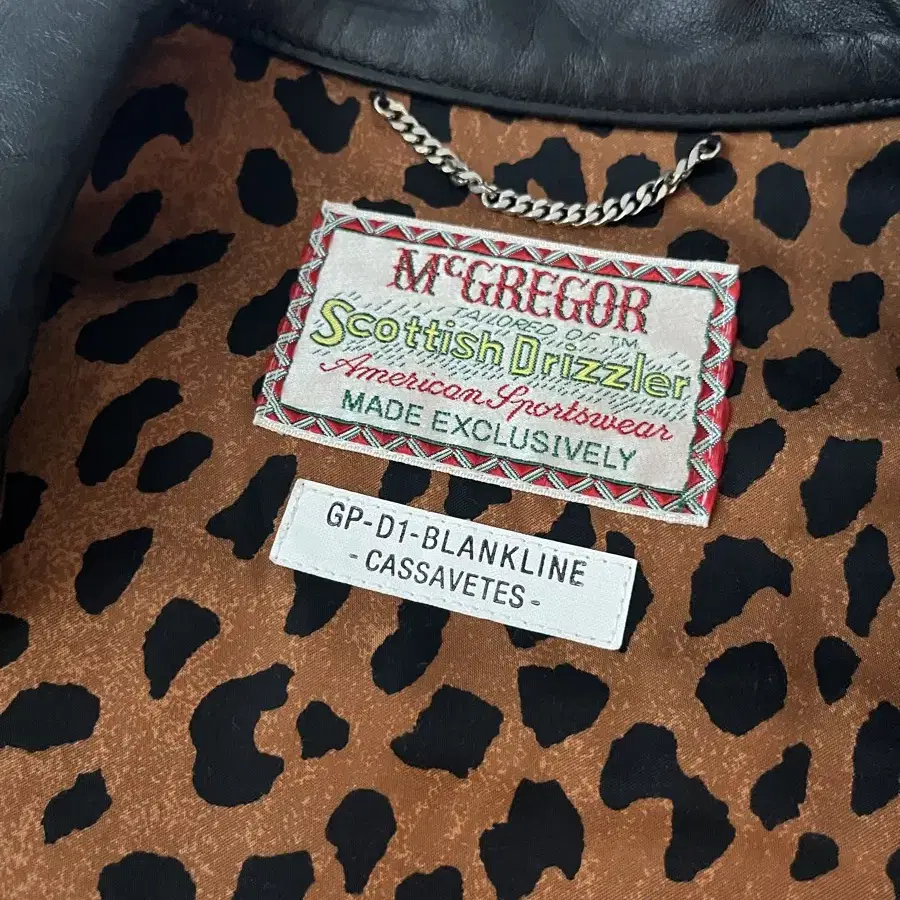 McGREGOR
TAILORED OF TM
Scottish Drizzler
American Sportswear
MADE EXCLUSIVELY
GP-D1-BLANKLINE
- CASSAVETES -